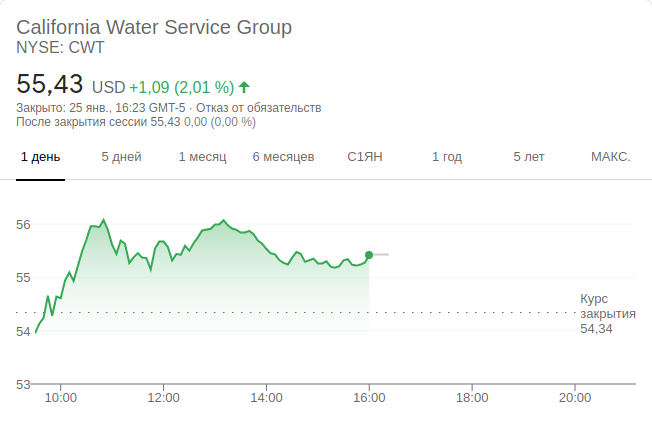 California Water Service Group
NYSE: CWT
55,43 USD +1,09 (2,01 %)
Закрыто: 25 янв., 16:23 GMT-5 · Отказ от обязательств
После закрытия сессии 55,43 0,00 (0,00 %)
1 день 5 дней 1 месяц 6 месяцев С1ЯН 1 год 5 лет МАКС.
56
55
Курс
закрытия
54,34
54
53
10:00 12:00 14:00 16:00 18:00 20:00